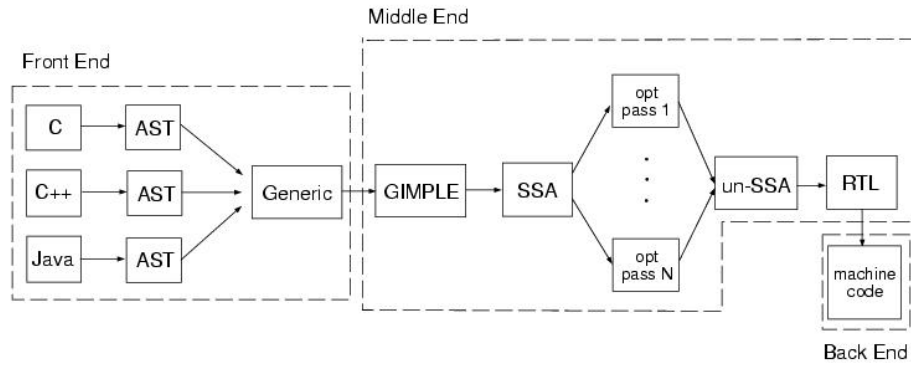 Middle End
Front End
C
AST
C++
AST
Java
AST
Generic
GIMPLE
SSA
opt
pass 1
opt
pass N
un-SSA
RTL
machine
code
Back End